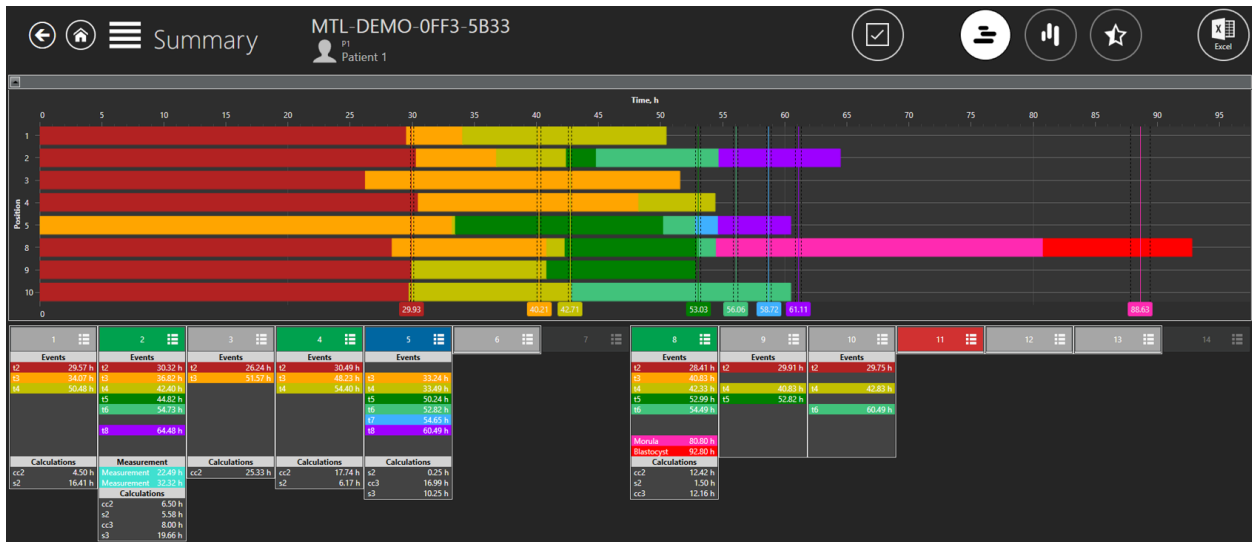 Summary
MTL-DEMO-0FF3-5B33
P1
Patient 1
Excel
Time, h
0 5 10 15 20 25 30 35 40 45 50 55 60 65 70 75 80 85 90 95
Position
1
2
3
4
5
8
9
10
0
29.93 40.21 42.71 53.03 56.06 58.72 61.11 88.63
1 2 3 4 5 6 7 8 9 10 11 12 13 14
Events Events Events Events Events Events Events Events
t2 29.57 h t2 30.32 h t2 26.24 h t2 30.49 h t2 28.41 h t2 29.91 h t2 29.75 h
t3 34.07 h t3 36.82 h t3 51.57 h t3 48.23 h t3 33.24 h t3 40.83 h
t4 50.48 h t4 42.40 h t4 54.40 h t4 33.49 h t4 42.33 h t4 40.83 h t4 42.83 h
t5 44.82 h t5 50.24 h t5 52.99 h t5 52.82 h
t6 54.73 h t6 52.82 h t6 54.49 h t6 60.49 h
t7 54.65 h
t8 64.48 h t8 60.49 h
Morula 80.80 h
Blastocyst 92.80 h
Calculations Measurement Calculations Calculations Calculations Calculations
cc2 4.50 h Measurement 22.49 h cc2 25.33 h cc2 17.74 h s2 0.25 h cc2 12.42 h
s2 16.41 h Measurement 32.32 h s2 6.17 h cc3 16.99 h s2 1.50 h
Calculations s3 10.25 h cc3 12.16 h
cc2 6.50 h
s2 5.58 h
cc3 8.00 h
s3 19.66 h